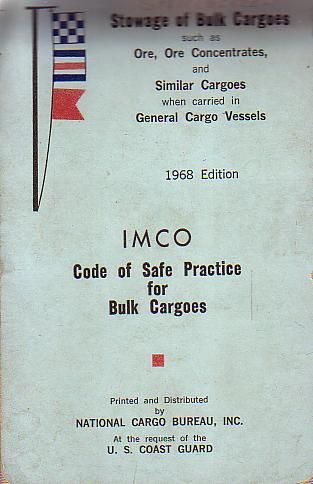 Stowage of Bulk Cargoes
such as
Ore, Ore Concentrates,
and
Similar Cargoes
when carried in
General Cargo Vessels
1968 Edition
IMCO
Code of Safe Practice
for
Bulk Cargoes
Printed and Distributed
by
NATIONAL CARGO BUREAU, INC.
At the request of the
U. S. COAST GUARD